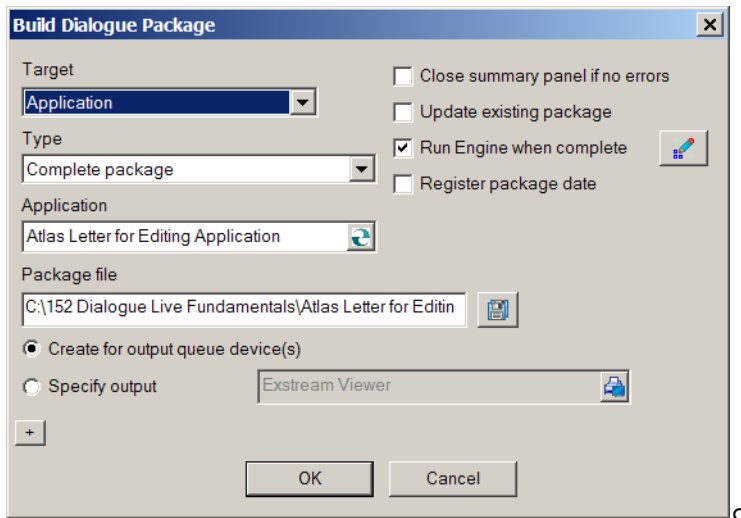 Build Dialogue Package
Target
Application
Type
Complete package
Application
Atlas Letter for Editing Application
Package file
C:\152 Dialogue Live Fundamentals\Atlas Letter for Editin
Create for output queue device(s)
Specify output
Exstream Viewer
Close summary panel if no errors
Update existing package
Run Engine when complete
Register package date
+
OK
Cancel